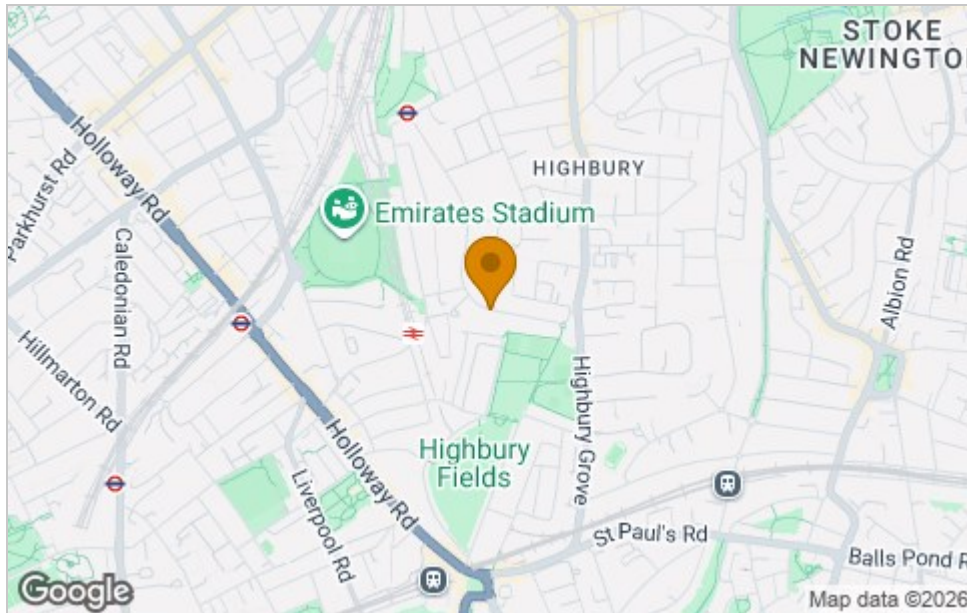 STOKE
NEWINGTO
Holloway Rd
Parkhurst Rd
HIGHBURY
Emirates Stadium
Caledonian Rd
Albion Rd
Hillmarton Rd
Highbury Grove
Highbury
Fields
Holloway Rd
Liverpool Rd
St Paul's Rd
Balls Pond R
Google
Map data ©2026